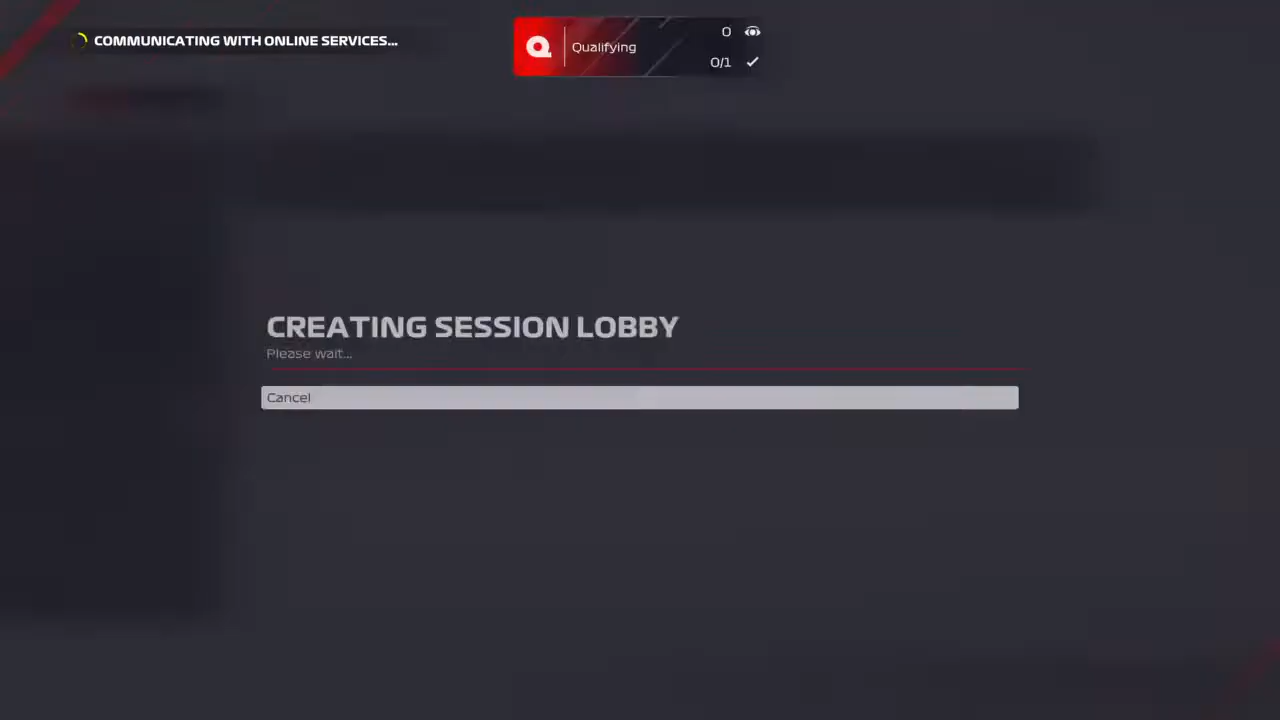 COMMUNICATING WITH ONLINE SERVICES...
Qualifying
0
0/1
CREATING SESSION LOBBY
Please wait...
Cancel